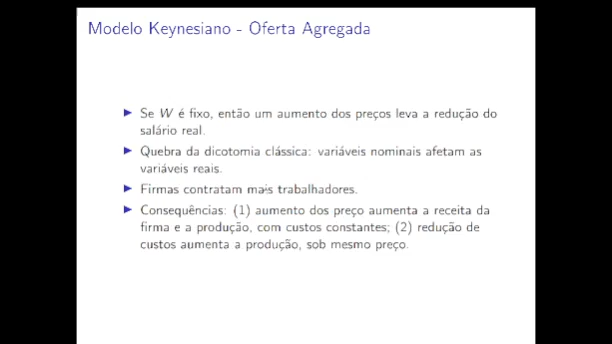 Modelo Keynesiano - Oferta Agregada
Se W é fixo, então um aumento dos preços leva a redução do
salário real.
Quebra da dicotomia clássica: variáveis nominais afetam as
variáveis reais.
Firmas contratam mais trabalhadores.
Consequências: (1) aumento dos preço aumenta a receita da
firma e a produção, com custos constantes; (2) redução de
custos aumenta a produção, sob mesmo preço.